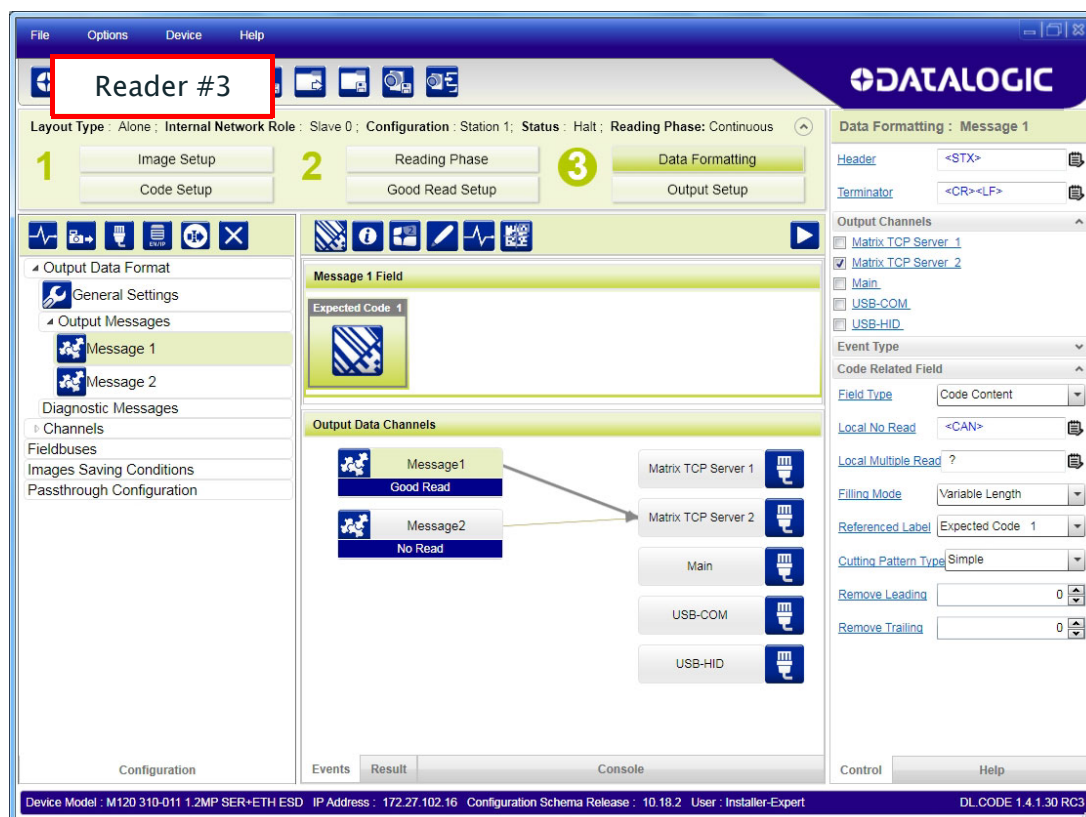 File Options Device Help
Reader #3
DATALOGIC
Layout Type : Alone ; Internal Network Role : Slave 0 ; Configuration : Station 1; Status : Halt ; Reading Phase: Continuous
1 Image Setup 2 Reading Phase 3 Data Formatting
Code Setup Good Read Setup Output Setup
EN/IP
Output Data Format
General Settings
Output Messages
Message 1
Message 2
Diagnostic Messages
Channels
Fieldbuses
Images Saving Conditions
Passthrough Configuration
Configuration
Message 1 Field
Expected Code 1
Output Data Channels
Message1
Good Read
Message2
No Read
Matrix TCP Server 1
Matrix TCP Server 2
Main
USB-COM
USB-HID
Events Result Console
Data Formatting : Message 1
Header <STX>
Terminator <CR><LF>
Output Channels
Matrix TCP Server_1
Matrix TCP Server_2
Main_
USB-COM_
USB-HID_
Event Type
Code Related Field
Field Type Code Content
Local No Read <CAN>
Local Multiple Read ?
Filling Mode Variable Length
Referenced Label Expected Code 1
Cutting Pattern Type Simple
Remove Leading 0
Remove Trailing 0
Control Help
Device Model : M120 310-011 1.2MP SER+ETH ESD IP Address : 172.27.102.16 Configuration Schema Release : 10.18.2 User : Installer-Expert DL.CODE 1.4.1.30 RC3